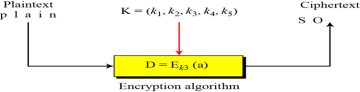 Plaintext
p l a i n
K = (k1, k2, k3, k4, k5)
Ciphertext
S O
D = Ek3 (a)
Encryption algorithm